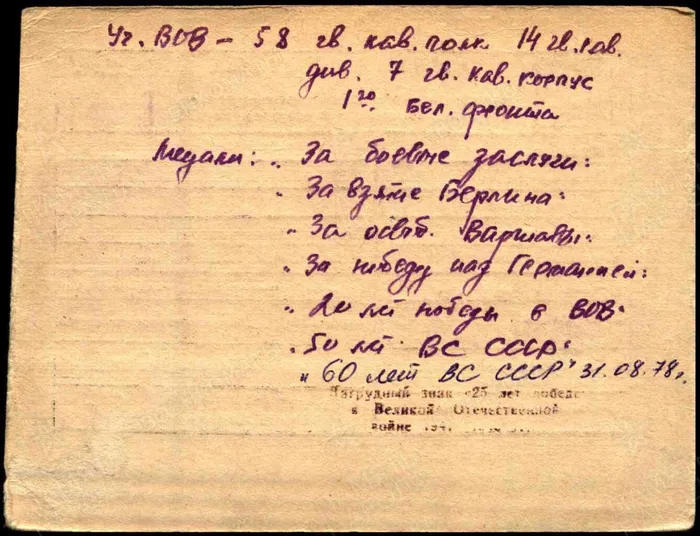 Уч. ВОВ – 58 гв. кав. полк 14 гв. кав.
див. 7 гв. кав. корпус
1го Бел. фронта
Медали: „За боевые заслуги"
„За взятие Берлина"
„За освоб. Варшавы"
„За победу над Германией"
„20 лет победы в ВОВ"
„50 лет ВС СССР"
„60 лет ВС СССР" 31.08.78г.
Нагрудный знак «25 лет победы
в Великой Отечественной
войне